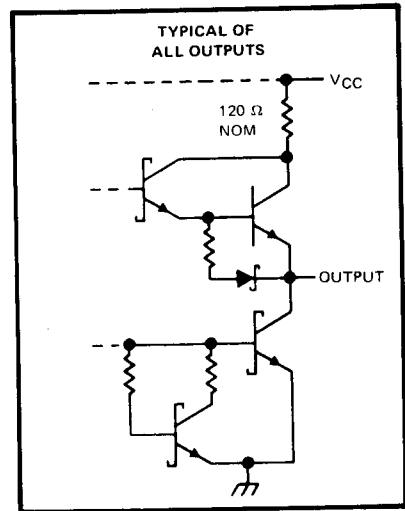 TYPICAL OF
ALL OUTPUTS
VCC
120 Ω
NOM
OUTPUT